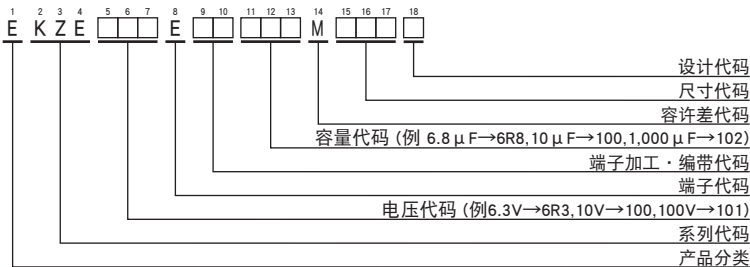 1 2 3 4 5 6 7 8 9 10 11 12 13 14 15 16 17 18
E KZE □□□ E □□ □□□ M □□□ □
设计代码
尺寸代码
容许差代码
容量代码 (例 6.8μF→6R8,10μF→100,1,000μF→102)
端子加工・编带代码
端子代码
电压代码 (例6.3V→6R3,10V→100,100V→101)
系列代码
产品分类